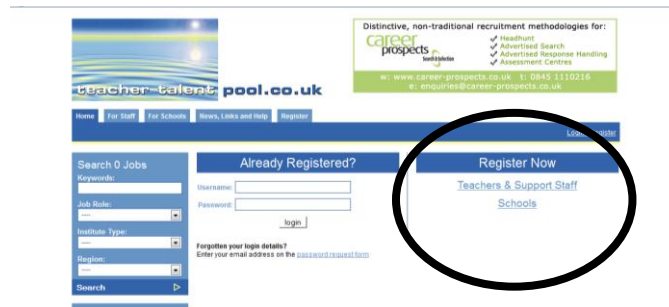 Distinctive, non-traditional recruitment methodologies for:
career
prospects
Search & Selection
Headhunt
Advertised Search
Advertised Response Handling
Assessment Centres
w: www.career-prospects.co.uk t: 0845 1110216
e: enquiries@career-prospects.co.uk
teacher-talent pool.co.uk
Home For Staff For Schools News, Links and Help Register
Login Register
Search 0 Jobs
Keywords:
Job Role:
----
Institute Type:
----
Region:
----
Search
Already Registered?
Username:
Password:
login
Forgotten your login details?
Enter your email address on the password request form
Register Now
Teachers & Support Staff
Schools